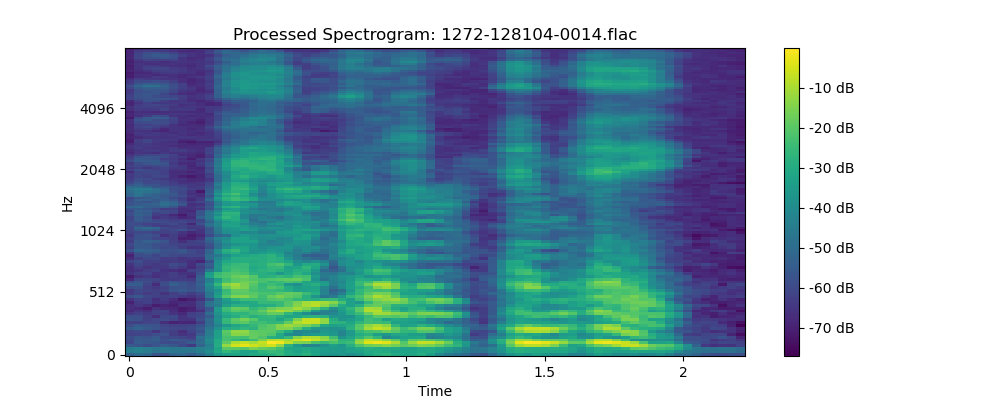 Processed Spectrogram: 1272-128104-0014.flac
Hz
4096
2048
1024
512
0
0
0.5
1
1.5
2
Time
-10 dB
-20 dB
-30 dB
-40 dB
-50 dB
-60 dB
-70 dB